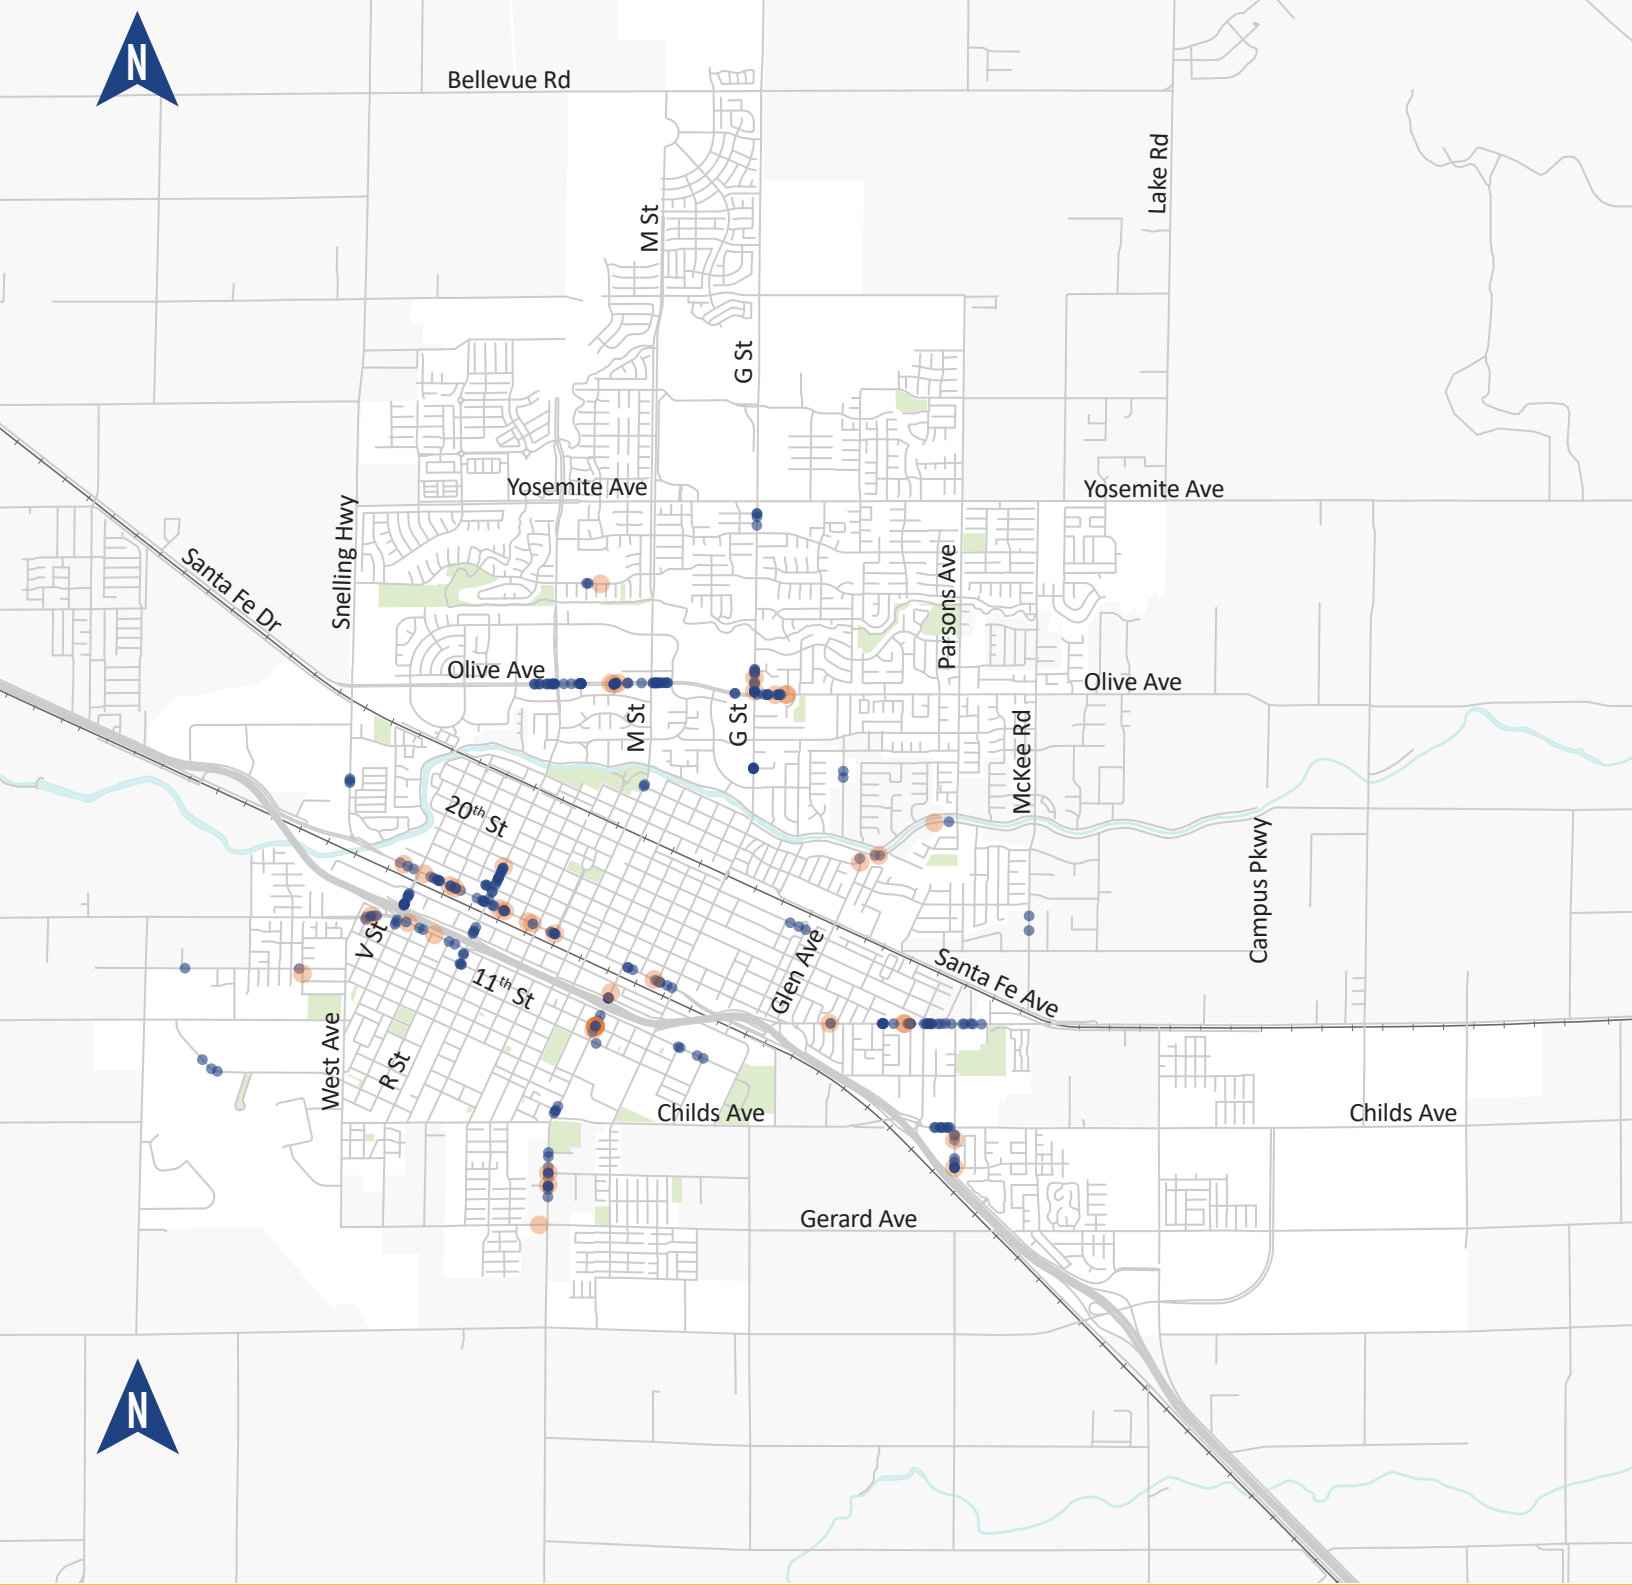 N
Bellevue Rd
Lake Rd
M St
G St
Yosemite Ave
Yosemite Ave
Snelling Hwy
Santa Fe Dr
Parsons Ave
Olive Ave
Olive Ave
M St
G St
McKee Rd
20th St
Campus Pkwy
V St
Glen Ave
11th St
Santa Fe Ave
West Ave
R St
Childs Ave
Childs Ave
Gerard Ave
N